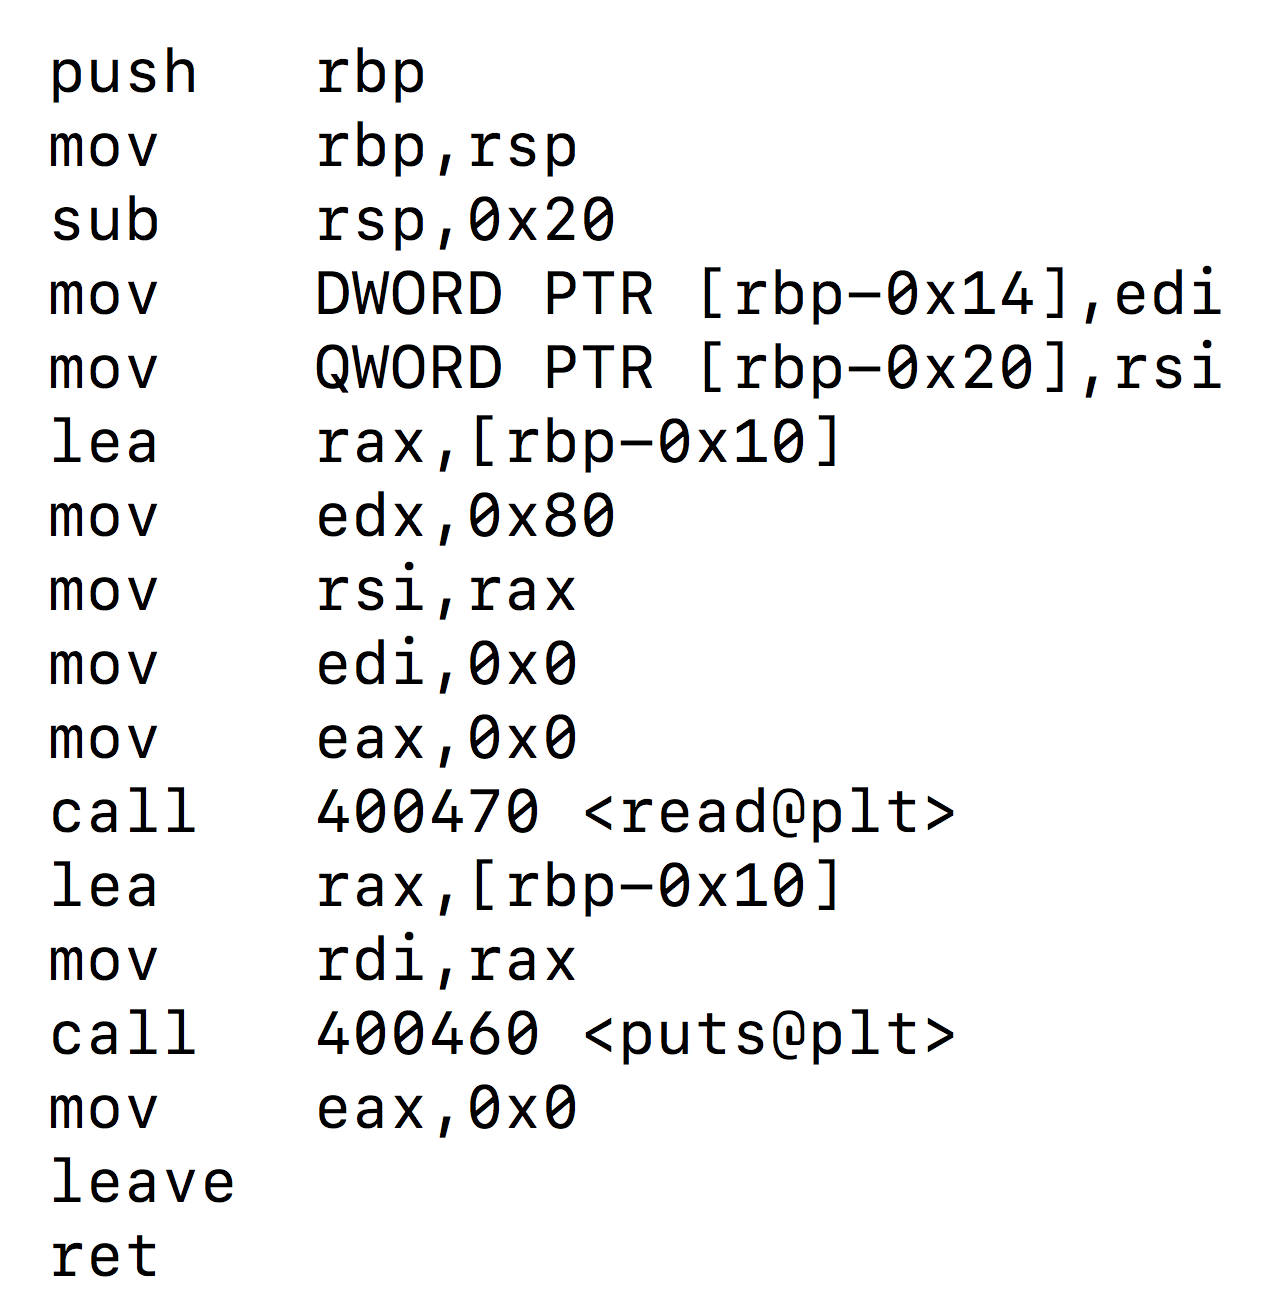 push   rbp
mov    rbp,rsp
sub    rsp,0x20
mov    DWORD PTR [rbp-0x14],edi
mov    QWORD PTR [rbp-0x20],rsi
lea    rax,[rbp-0x10]
mov    edx,0x80
mov    rsi,rax
mov    edi,0x0
mov    eax,0x0
call   400470 <read@plt>
lea    rax,[rbp-0x10]
mov    rdi,rax
call   400460 <puts@plt>
mov    eax,0x0
leave
ret